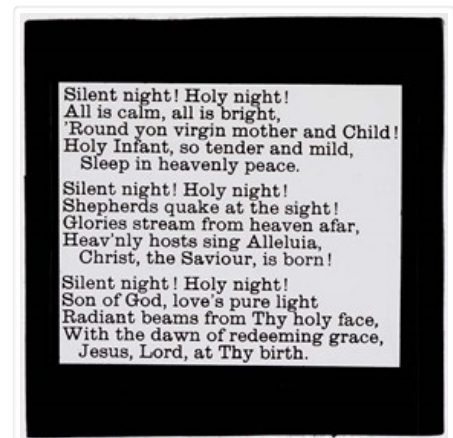 Silent night! Holy night!
All is calm, all is bright,
'Round yon virgin mother and Child!
Holy Infant, so tender and mild,
Sleep in heavenly peace.
Silent night! Holy night!
Shepherds quake at the sight!
Glories stream from heaven afar,
Heav'nly hosts sing Alleluia,
Christ, the Saviour, is born!
Silent night! Holy night!
Son of God, love's pure light
Radiant beams from Thy holy face,
With the dawn of redeeming grace,
Jesus, Lord, at Thy birth.